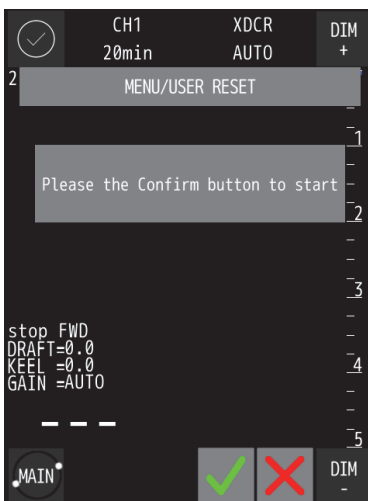 CH1 XDCR DIM
20min AUTO +
2 MENU/USER RESET
1
Please the Confirm button to start
2
3
stop FWD
DRAFT=0.0
KEEL =0.0
GAIN =AUTO
4
– – –
5
MAIN DIM
-